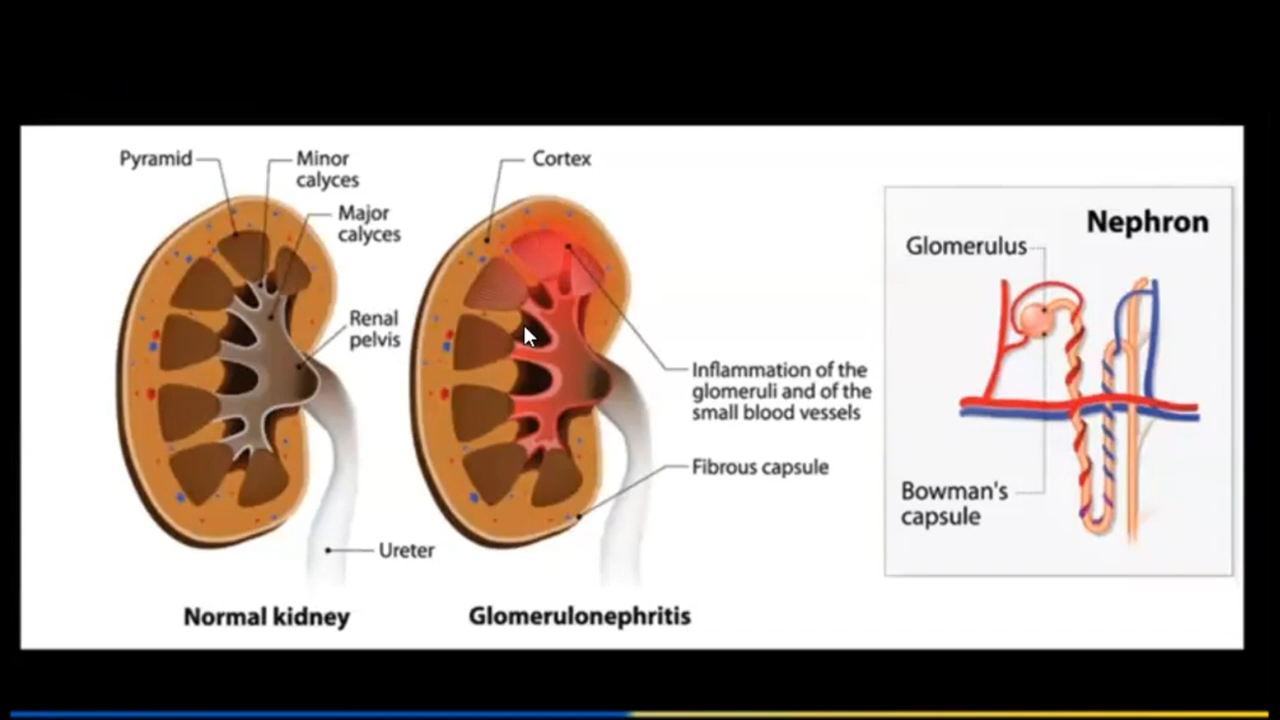 Pyramid
Minor
calyces
Major
calyces
Renal
pelvis
Ureter
Normal kidney
Cortex
Inflammation of the
glomeruli and of the
small blood vessels
Fibrous capsule
Glomerulonephritis
Nephron
Glomerulus
Bowman's
capsule